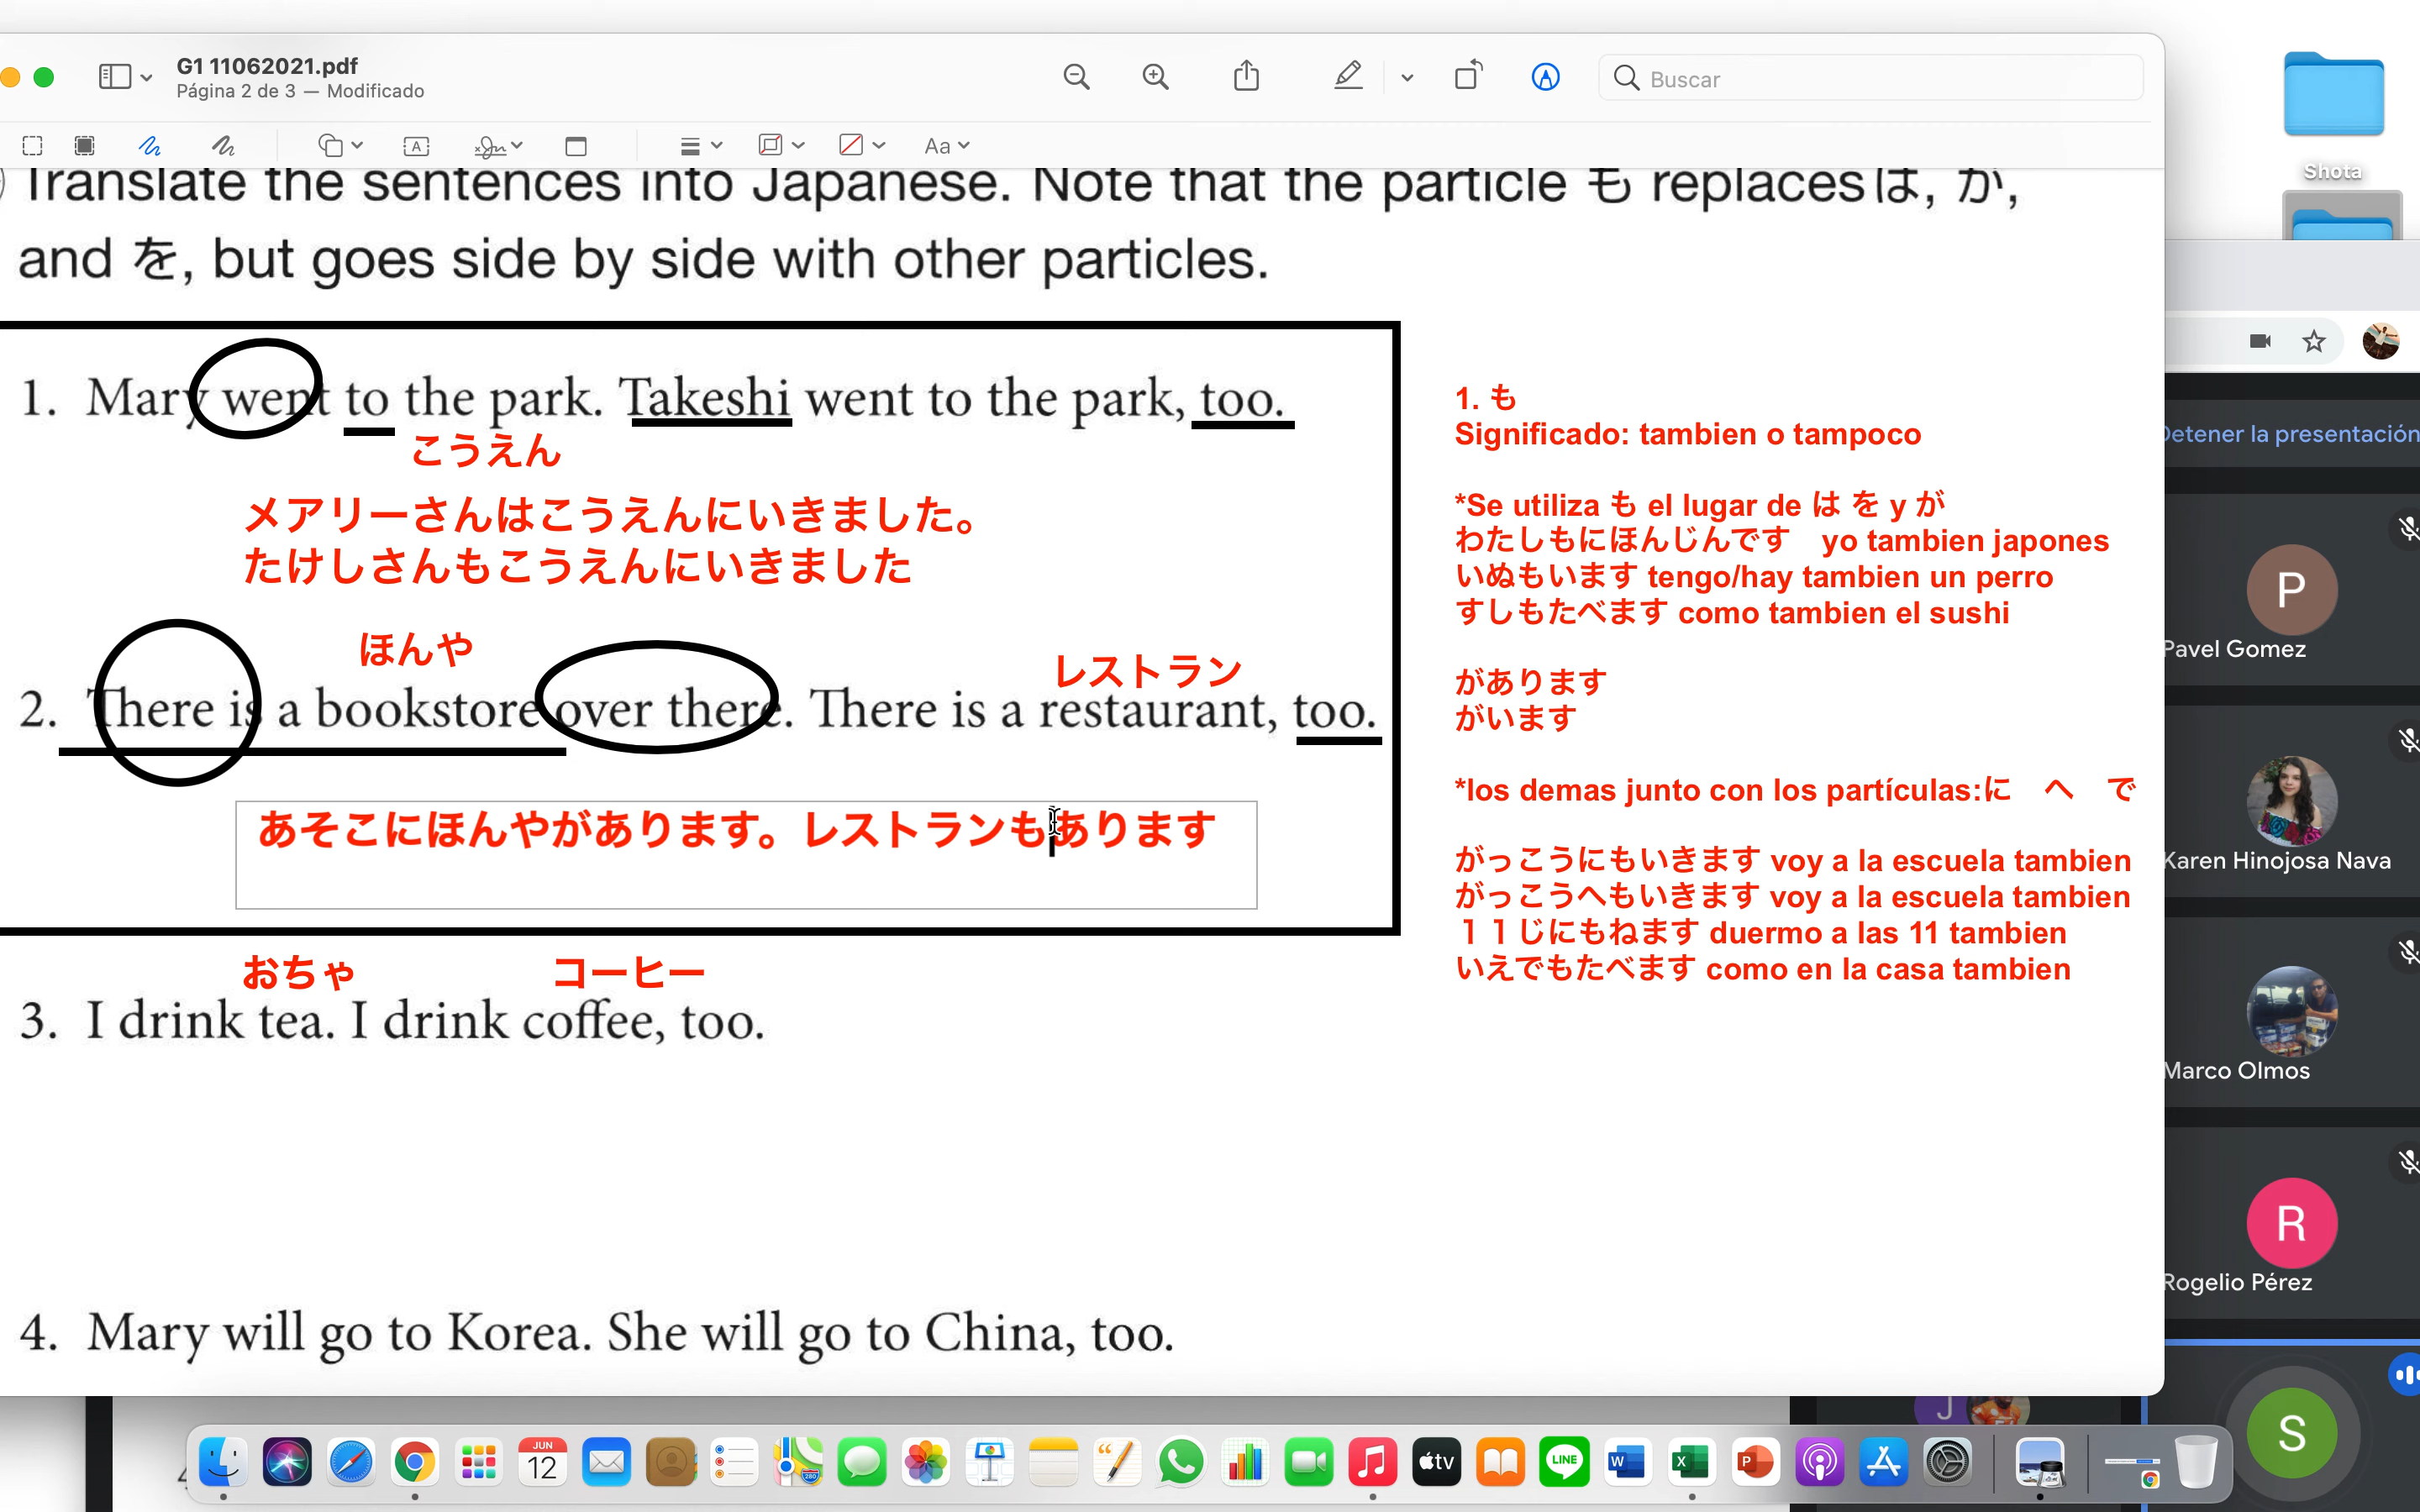 G1 11062021.pdf
Página 2 de 3 — Modificado
Buscar
Aa
Translate the sentences into Japanese. Note that the particle も replaces は, が,
and を, but goes side by side with other particles.
1. Mary went to the park. Takeshi went to the park, too.
こうえん
メアリーさんはこうえんにいきました。
たけしさんもこうえんにいきました
ほんや
レストラン
2. There is a bookstore over there. There is a restaurant, too.
あそこにほんやがあります。レストランもあります
おちゃ
コーヒー
3. I drink tea. I drink coffee, too.
4. Mary will go to Korea. She will go to China, too.
1. も
Significado: tambien o tampoco
*Se utiliza も el lugar de は を y が
わたしもにほんじんです yo tambien japones
いぬもいます tengo/hay tambien un perro
すしもたべます como tambien el sushi
があります
がいます
*los demas junto con los partículas:に へ で
がっこうにもいきます voy a la escuela tambien
がっこうへもいきます voy a la escuela tambien
１１じにもねます duermo a las 11 tambien
いえでもたべます como en la casa tambien
Shota
Detener la presentación
P
Pavel Gomez
Karen Hinojosa Nava
Marco Olmos
R
Rogelio Pérez
J
S
JUN
12
280
tv
LINE
W
X
P